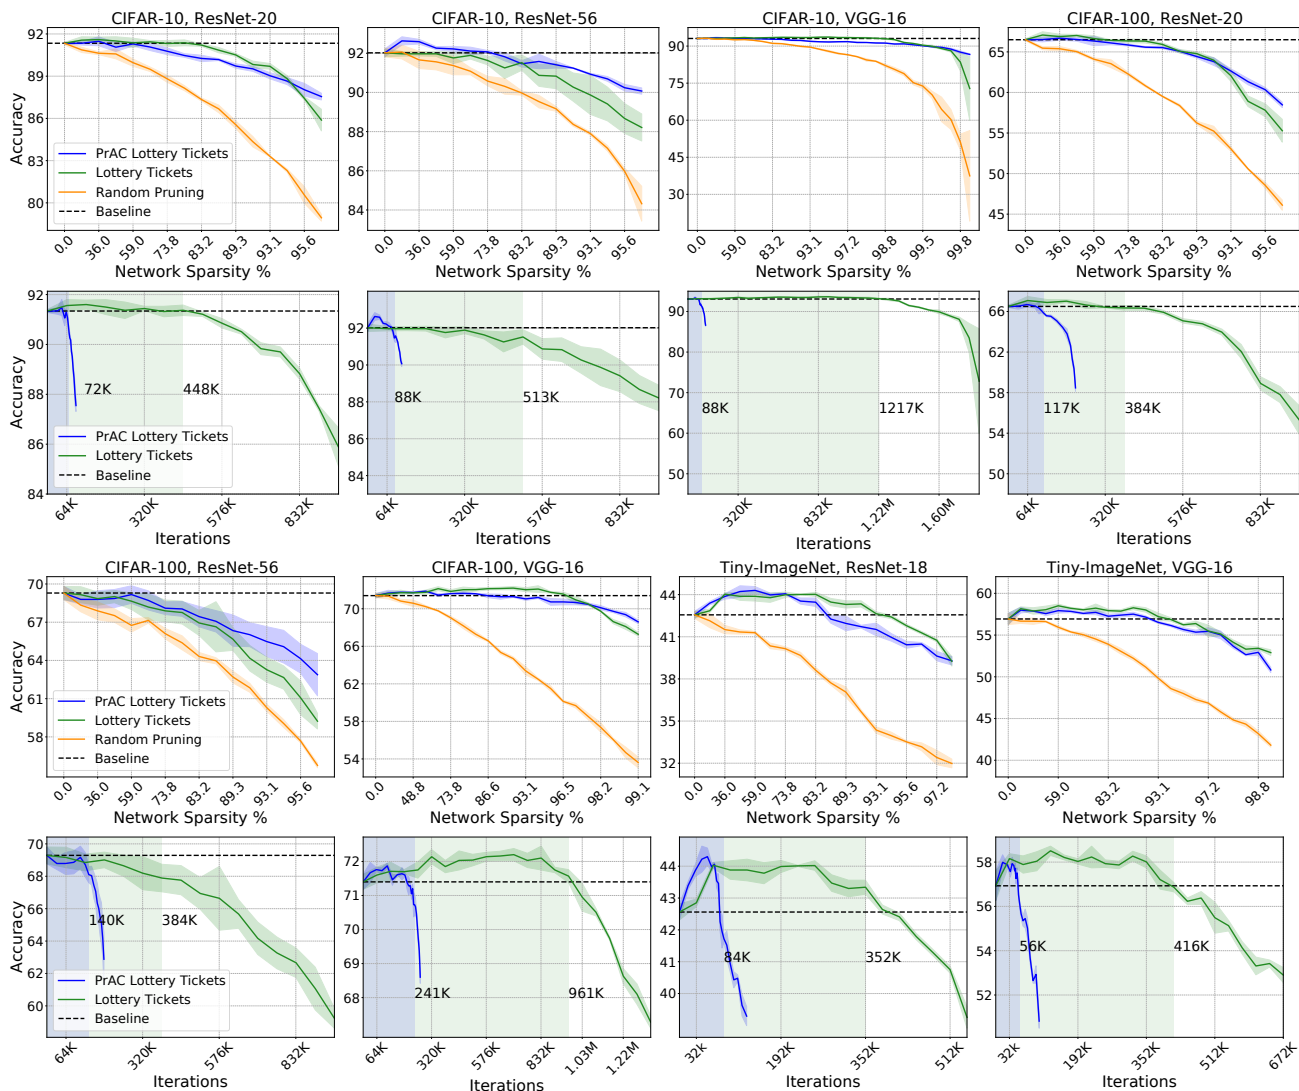 CIFAR-10, ResNet-20
CIFAR-10, ResNet-56
CIFAR-10, VGG-16
CIFAR-100, ResNet-20
Accuracy
92
89
86
83
80
PrAC Lottery Tickets
Lottery Tickets
Random Pruning
Baseline
0.0 36.0 59.0 73.8 83.2 89.3 93.1 95.6
Network Sparsity %
92
90
88
86
84
0.0 36.0 59.0 73.8 83.2 89.3 93.1 95.6
Network Sparsity %
90
75
60
45
30
0.0 59.0 83.2 93.1 97.2 98.8 99.5 99.8
Network Sparsity %
65
60
55
50
45
0.0 36.0 59.0 73.8 83.2 89.3 93.1 95.6
Network Sparsity %
Accuracy
92
90
88
86
84
72K
448K
PrAC Lottery Tickets
Lottery Tickets
Baseline
64K 320K 576K 832K
Iterations
92
90
88
86
84
88K
513K
64K 320K 576K 832K
Iterations
90
80
70
60
50
88K
1217K
320K 832K 1.22M 1.60M
Iterations
66
62
58
54
50
117K
384K
64K 320K 576K 832K
Iterations
CIFAR-100, ResNet-56
CIFAR-100, VGG-16
Tiny-ImageNet, ResNet-18
Tiny-ImageNet, VGG-16
Accuracy
70
67
64
61
58
PrAC Lottery Tickets
Lottery Tickets
Random Pruning
Baseline
0.0 36.0 59.0 73.8 83.2 89.3 93.1 95.6
Network Sparsity %
70
66
62
58
54
0.0 48.8 73.8 86.6 93.1 96.5 98.2 99.1
Network Sparsity %
44
41
38
35
32
0.0 36.0 59.0 73.8 83.2 89.3 93.1 95.6 97.2
Network Sparsity %
60
55
50
45
40
0.0 59.0 83.2 93.1 97.2 98.8
Network Sparsity %
Accuracy
70
68
66
64
62
60
140K
384K
PrAC Lottery Tickets
Lottery Tickets
Baseline
64K 320K 576K 832K
Iterations
72
71
70
69
68
241K
961K
64K 320K 576K 832K 1.03M 1.22M
Iterations
44
43
42
41
40
84K
352K
32k 192K 352K 512K
Iterations
58
56
54
52
56K
416K
32k 192K 352K 512K 672K
Iterations